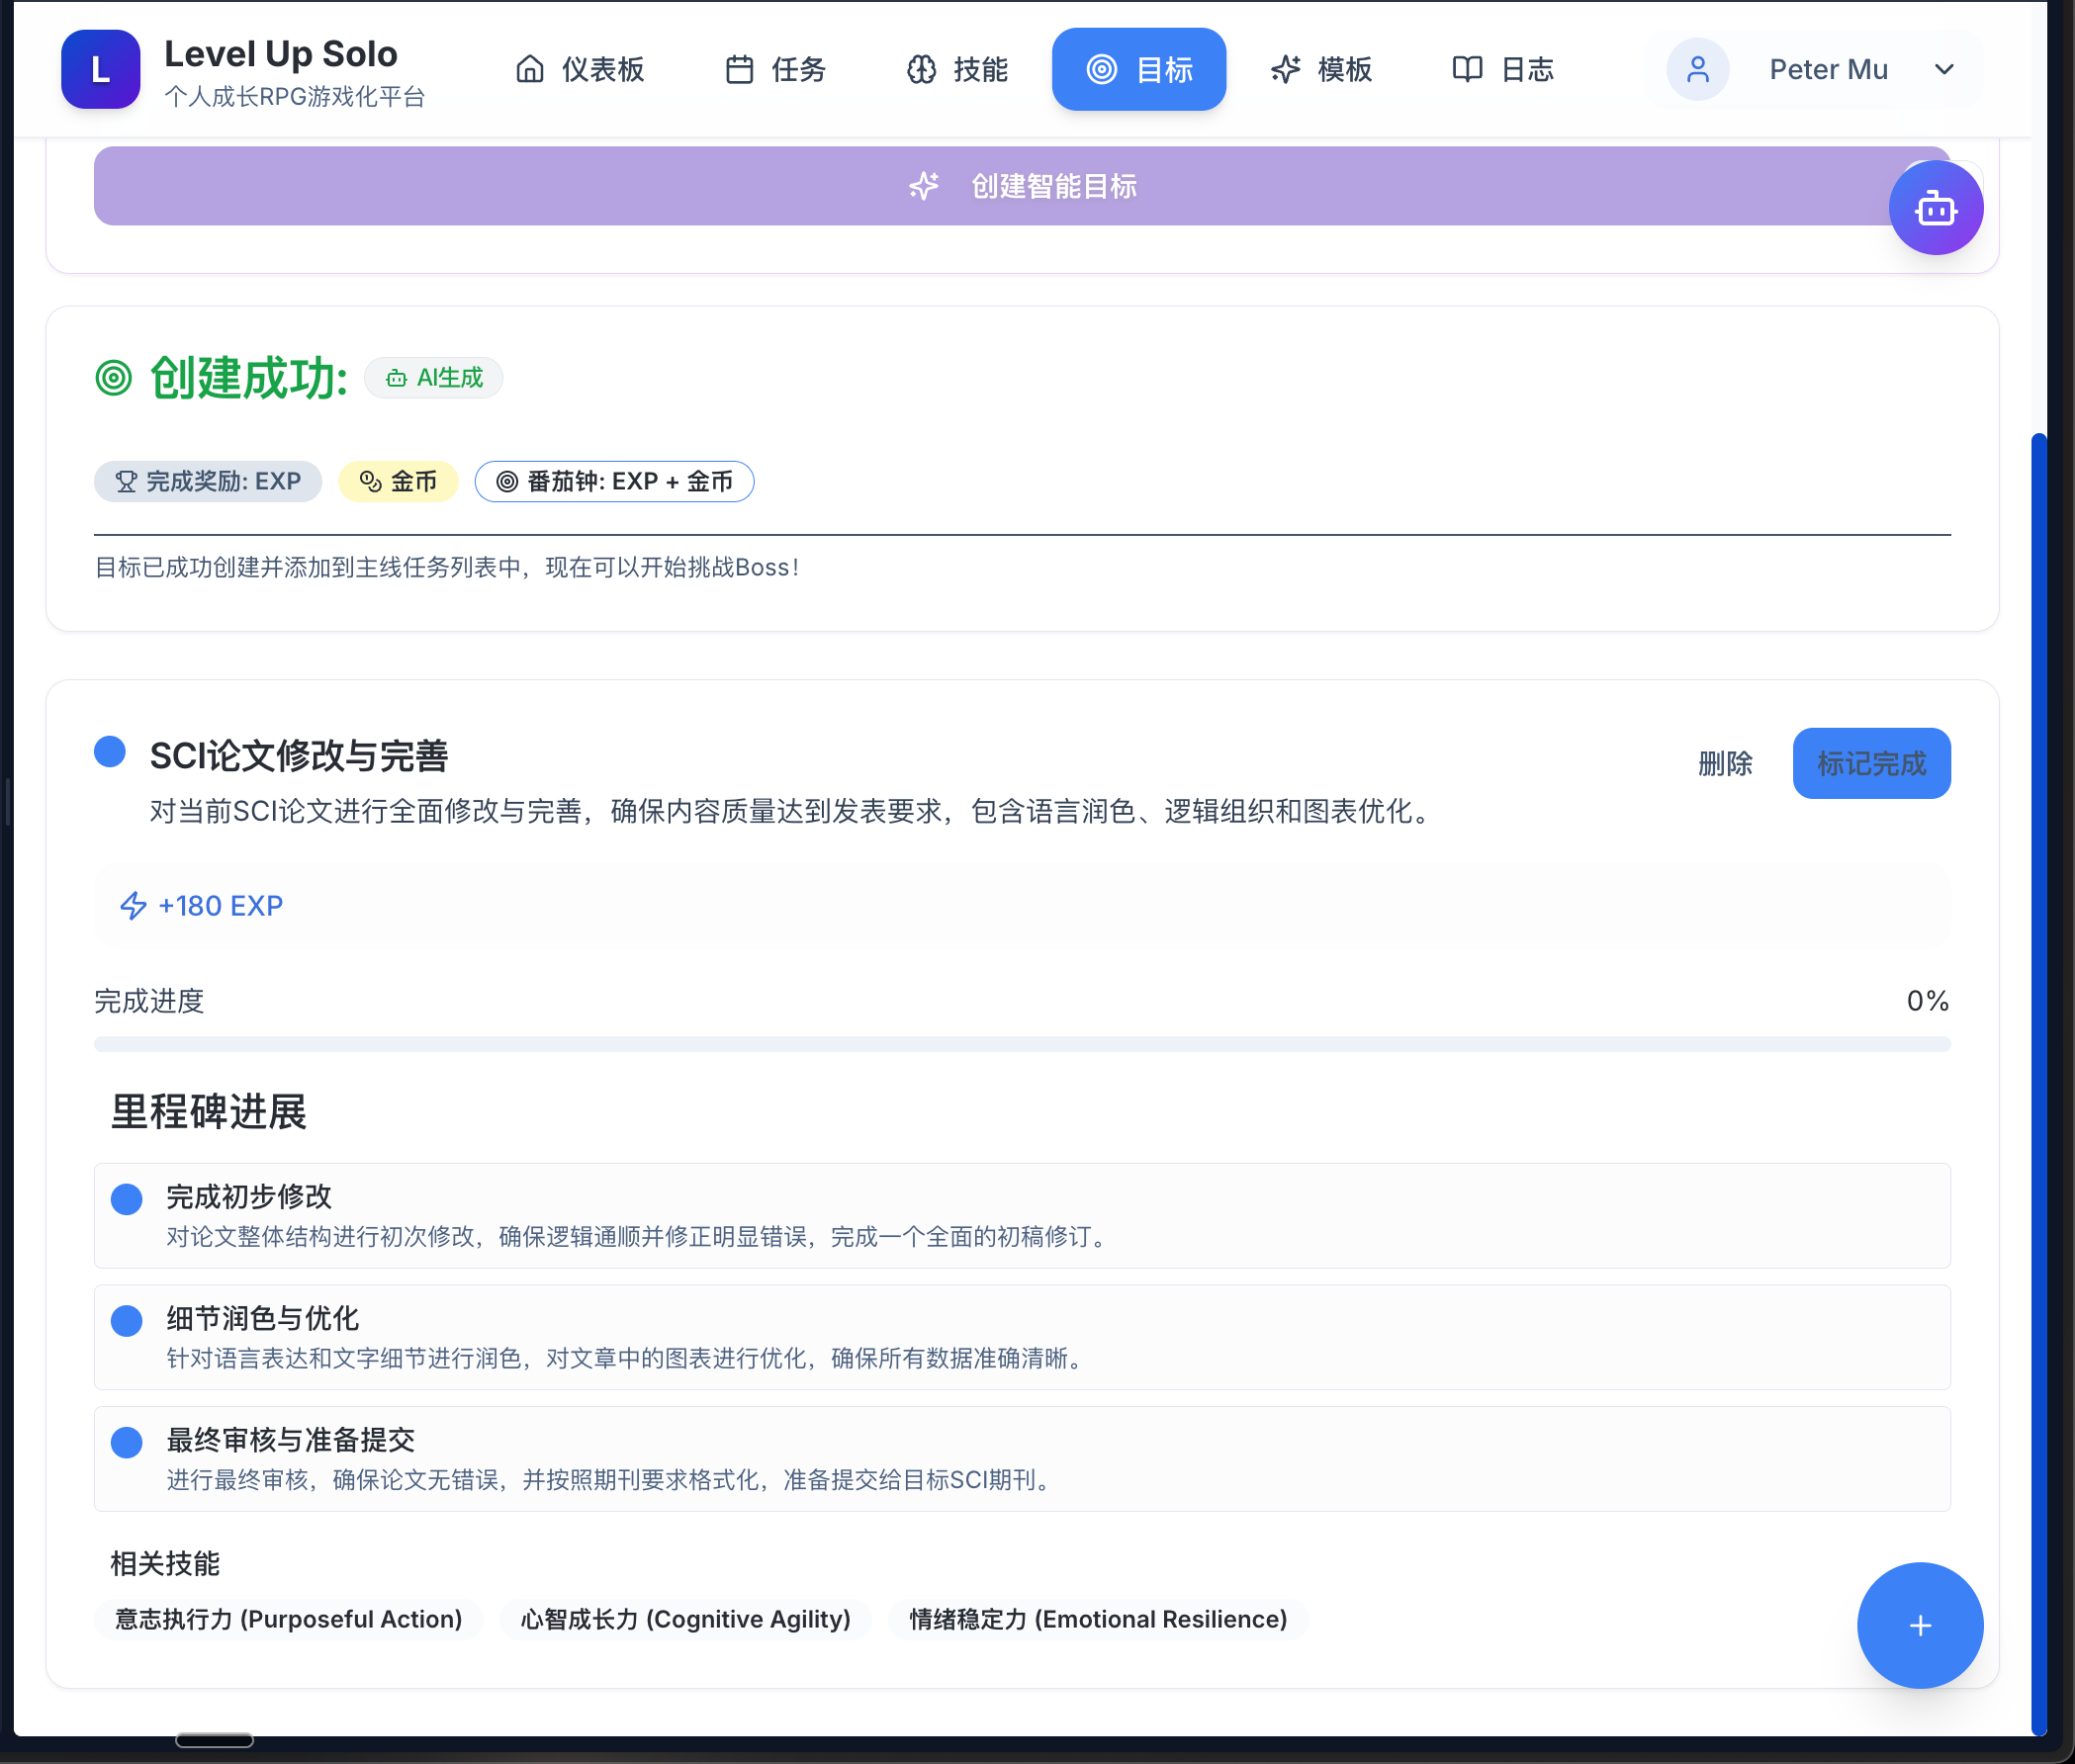 L
Level Up Solo
个人成长RPG游戏化平台
仪表板
任务
技能
目标
模板
日志
Peter Mu
创建智能目标
创建成功:
AI生成
完成奖励: EXP
金币
番茄钟: EXP + 金币
目标已成功创建并添加到主线任务列表中，现在可以开始挑战Boss！
SCI论文修改与完善
删除
标记完成
对当前SCI论文进行全面修改与完善，确保内容质量达到发表要求，包含语言润色、逻辑组织和图表优化。
+180 EXP
完成进度
0%
里程碑进展
完成初步修改
对论文整体结构进行初次修改，确保逻辑通顺并修正明显错误，完成一个全面的初稿修订。
细节润色与优化
针对语言表达和文字细节进行润色，对文章中的图表进行优化，确保所有数据准确清晰。
最终审核与准备提交
进行最终审核，确保论文无错误，并按照期刊要求格式化，准备提交给目标SCI期刊。
相关技能
意志执行力 (Purposeful Action)
心智成长力 (Cognitive Agility)
情绪稳定力 (Emotional Resilience)
+